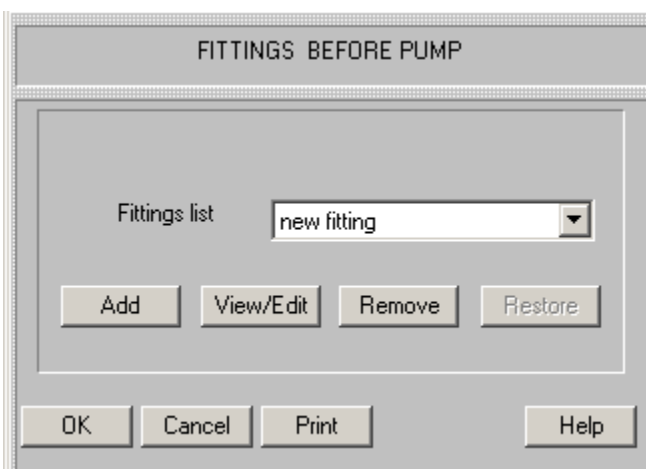 FITTINGS BEFORE PUMP
Fittings list new fitting
Add View/Edit Remove Restore
OK Cancel Print Help